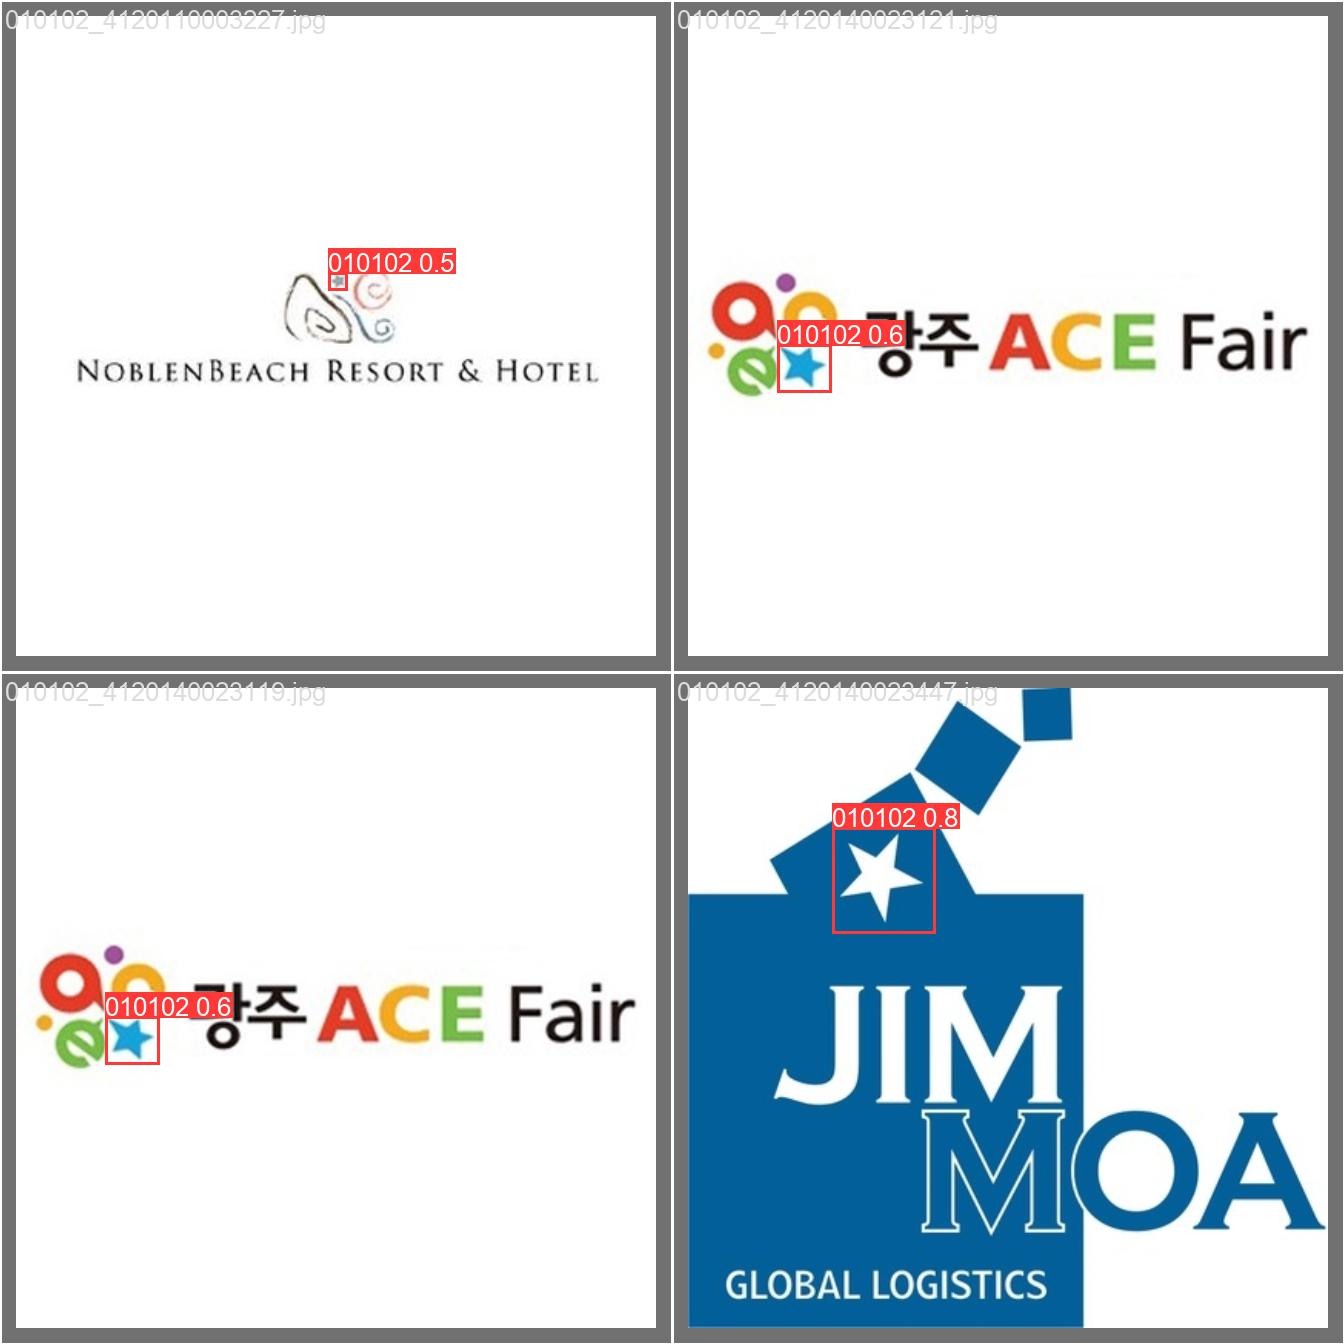 010102_4120110003227.jpg
010102 0.5
NOBLENBEACH RESORT & HOTEL
010102_4120140023121.jpg
010102 0.6
광주 ACE Fair
010102_4120140023119.jpg
010102 0.6
광주 ACE Fair
010102_4120140023447.jpg
010102 0.8
JIM
MOA
GLOBAL LOGISTICS